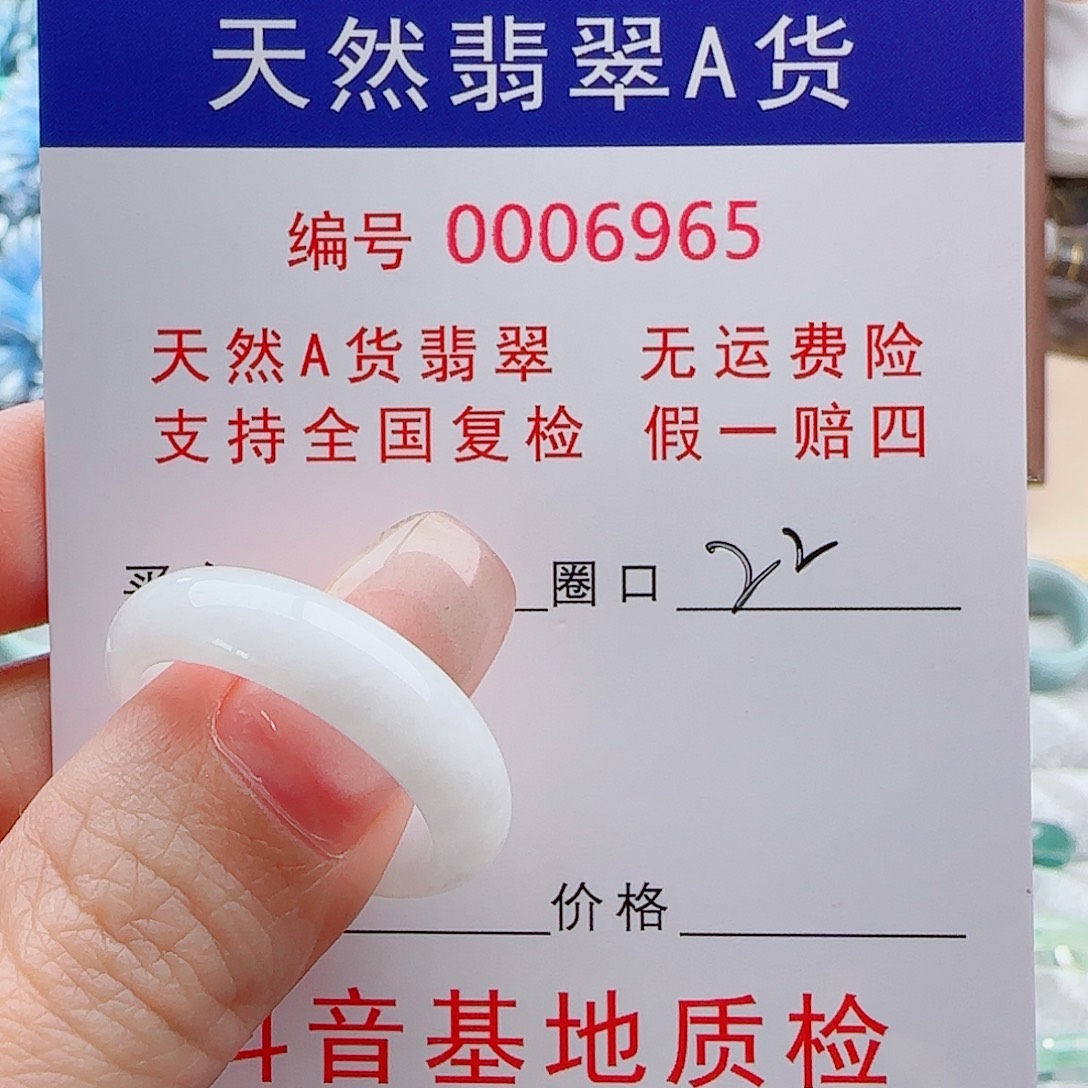 天然翡翠A货
编号 0006965
天然A货翡翠 无运费险
支持全国复检 假一赔四
圈口
价格
音基地质检